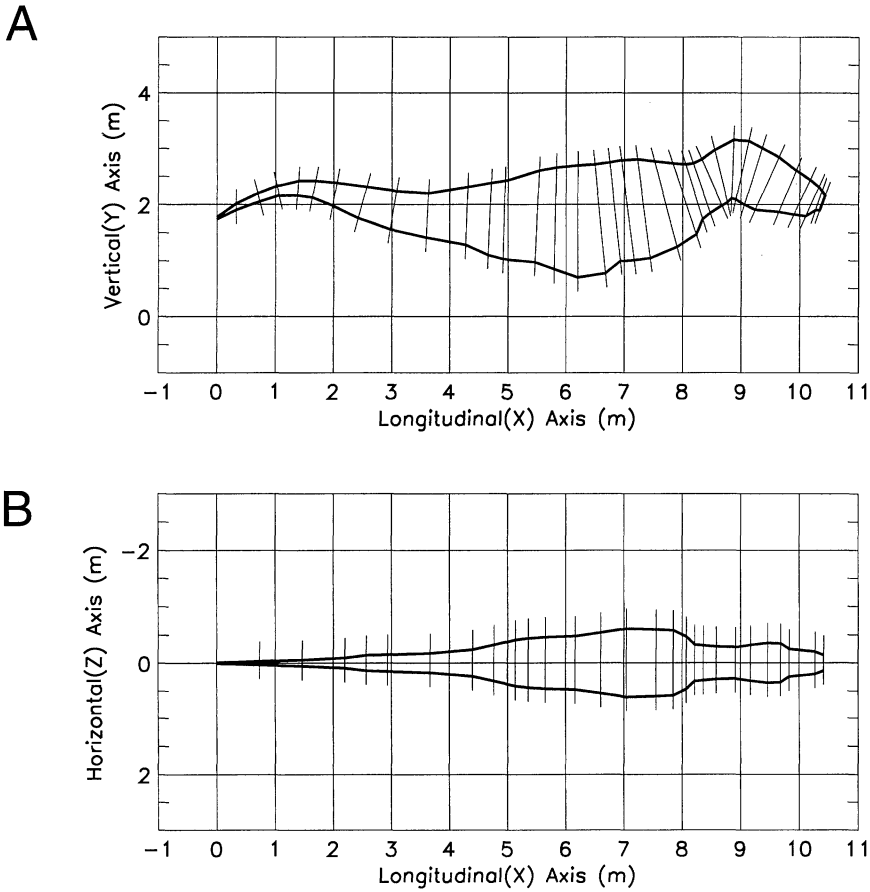 A
4
2
0
Vertical(Y) Axis (m)
−1 0 1 2 3 4 5 6 7 8 9 10 11
Longitudinal(X) Axis (m)
B
−2
0
2
Horizontal(Z) Axis (m)
−1 0 1 2 3 4 5 6 7 8 9 10 11
Longitudinal(X) Axis (m)